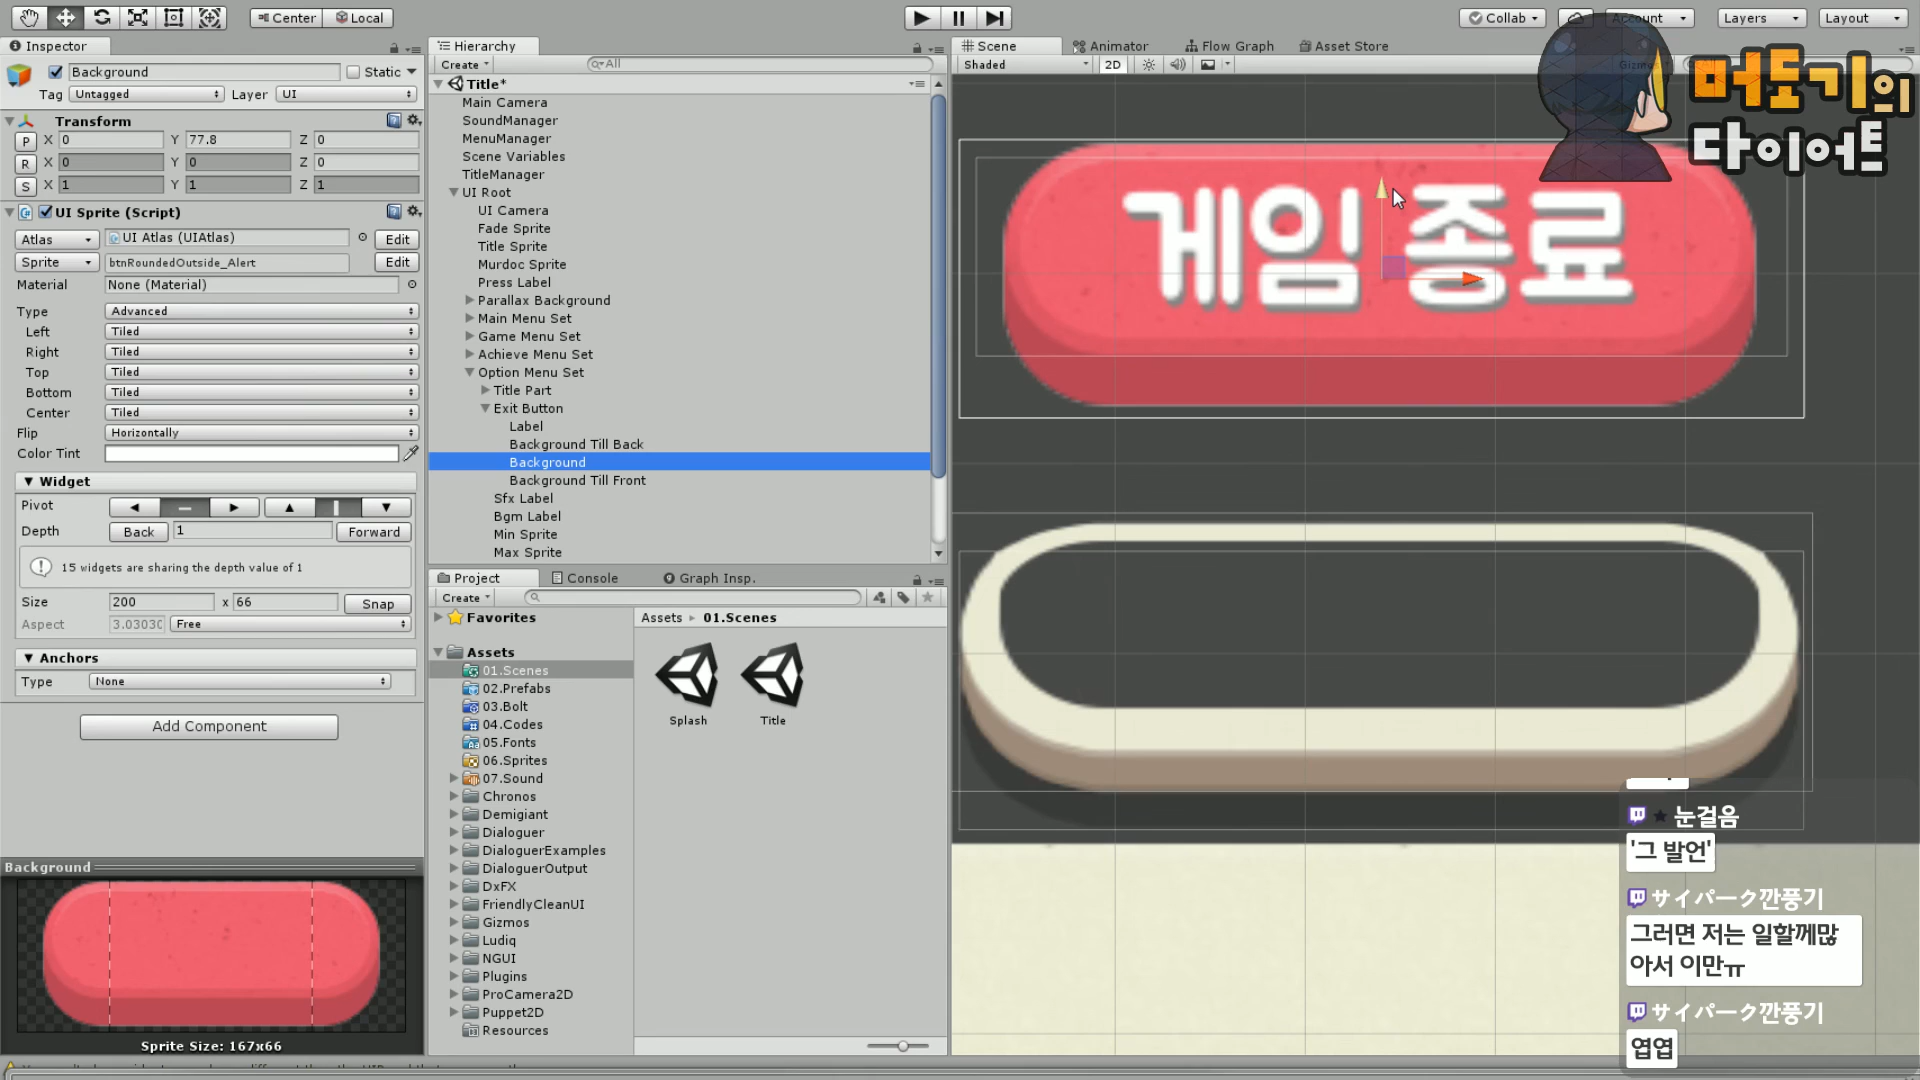 Center
Local
Collab
Account
Layers
Layout
Inspector
Background
Static
Tag
Untagged
Layer
UI
Transform
P X 0 Y 77.8 Z 0
R X 0 Y 0 Z 0
S X 1 Y 1 Z 1
UI Sprite (Script)
Atlas
UI Atlas (UIAtlas)
Edit
Sprite
btnRoundedOutside_Alert
Edit
Material
None (Material)
Type
Advanced
Left
Tiled
Right
Tiled
Top
Tiled
Bottom
Tiled
Center
Tiled
Flip
Horizontally
Color Tint
Widget
Pivot
Depth
Back
1
Forward
15 widgets are sharing the depth value of 1
Size
200
x 66
Snap
Aspect
3.0303
Free
Anchors
Type
None
Add Component
Background
Sprite Size: 167x66
Hierarchy
Create
All
Title*
Main Camera
SoundManager
MenuManager
Scene Variables
TitleManager
UI Root
UI Camera
Fade Sprite
Title Sprite
Murdoc Sprite
Press Label
Parallax Background
Main Menu Set
Game Menu Set
Achieve Menu Set
Option Menu Set
Title Part
Exit Button
Label
Background Till Back
Background
Background Till Front
Sfx Label
Bgm Label
Min Sprite
Max Sprite
Project
Console
Graph Insp.
Create
Favorites
Assets
01.Scenes
02.Prefabs
03.Bolt
04.Codes
05.Fonts
06.Sprites
07.Sound
Chronos
Demigiant
Dialoguer
DialoguerExamples
DialoguerOutput
DxFX
FriendlyCleanUI
Gizmos
Ludiq
NGUI
Plugins
ProCamera2D
Puppet2D
Resources
Assets
01.Scenes
Splash
Title
Scene
Animator
Flow Graph
Asset Store
Shaded
2D
Gizmos
머도기의
다이어트
게임 종료
눈걸음
'그 발언'
サイパーク깐풍기
그러면 저는 일할께많
아서 이만ㅠ
サイパーク깐풍기
엽엽